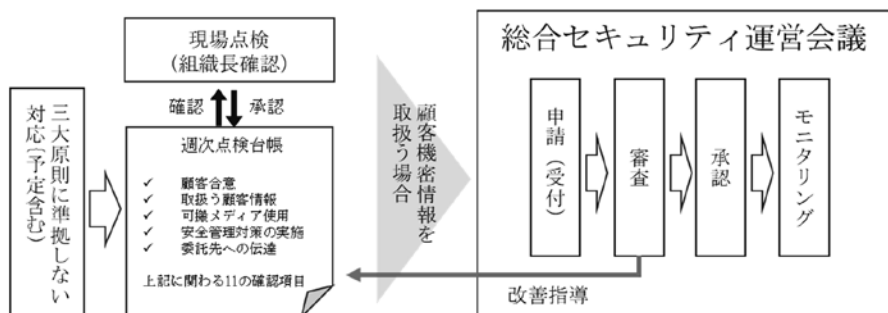 現場点検
(組織長確認)
確認
承認
三大原則に準拠しない
対応(予定含む)
週次点検台帳
✓ 顧客合意
✓ 取扱う顧客情報
✓ 可搬メディア使用
✓ 安全管理対策の実施
✓ 委託先への伝達
上記に関わる11の確認項目
顧客機密情報を
取扱う場合
総合セキュリティ運営会議
申請(受付)
審査
承認
モニタリング
改善指導